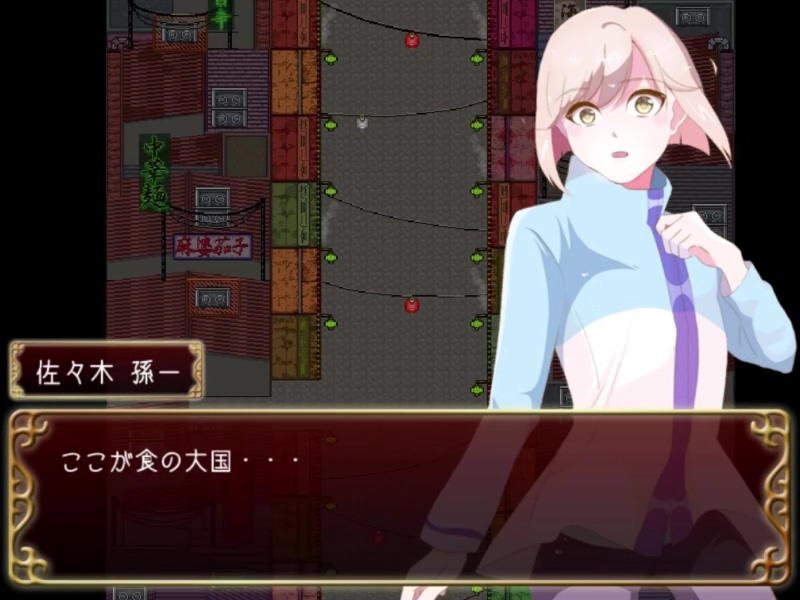 中華麺
麻婆茄子
佐々木 孫一
ここが食の大国・・・